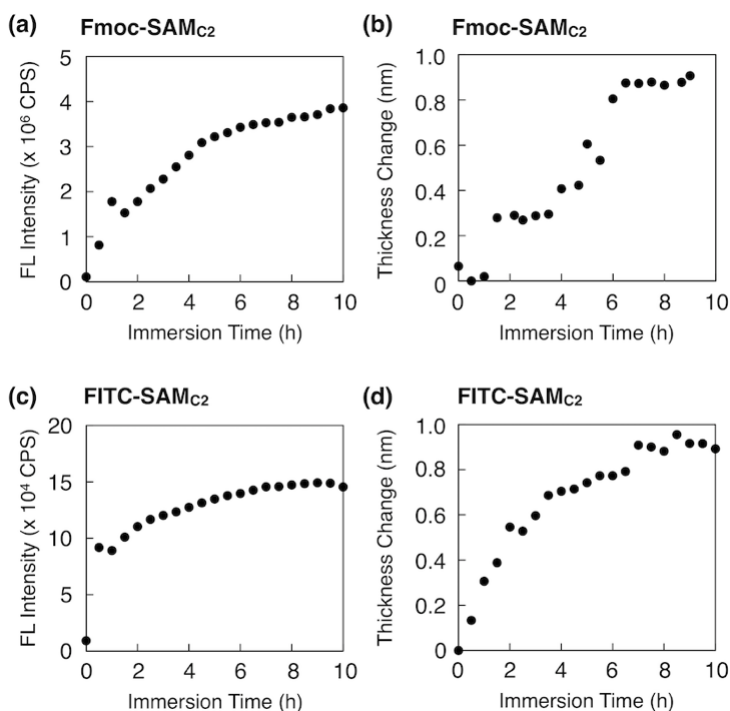 (a) Fmoc-SAMC2
FL Intensity (x 10⁶ CPS)
5
4
3
2
1
0
0 2 4 6 8 10
Immersion Time (h)
(b) Fmoc-SAMC2
Thickness Change (nm)
1.0
0.8
0.6
0.4
0.2
0
0 2 4 6 8 10
Immersion Time (h)
(c) FITC-SAMC2
FL Intensity (x 10⁴ CPS)
20
15
10
5
0
0 2 4 6 8 10
Immersion Time (h)
(d) FITC-SAMC2
Thickness Change (nm)
1.0
0.8
0.6
0.4
0.2
0
0 2 4 6 8 10
Immersion Time (h)